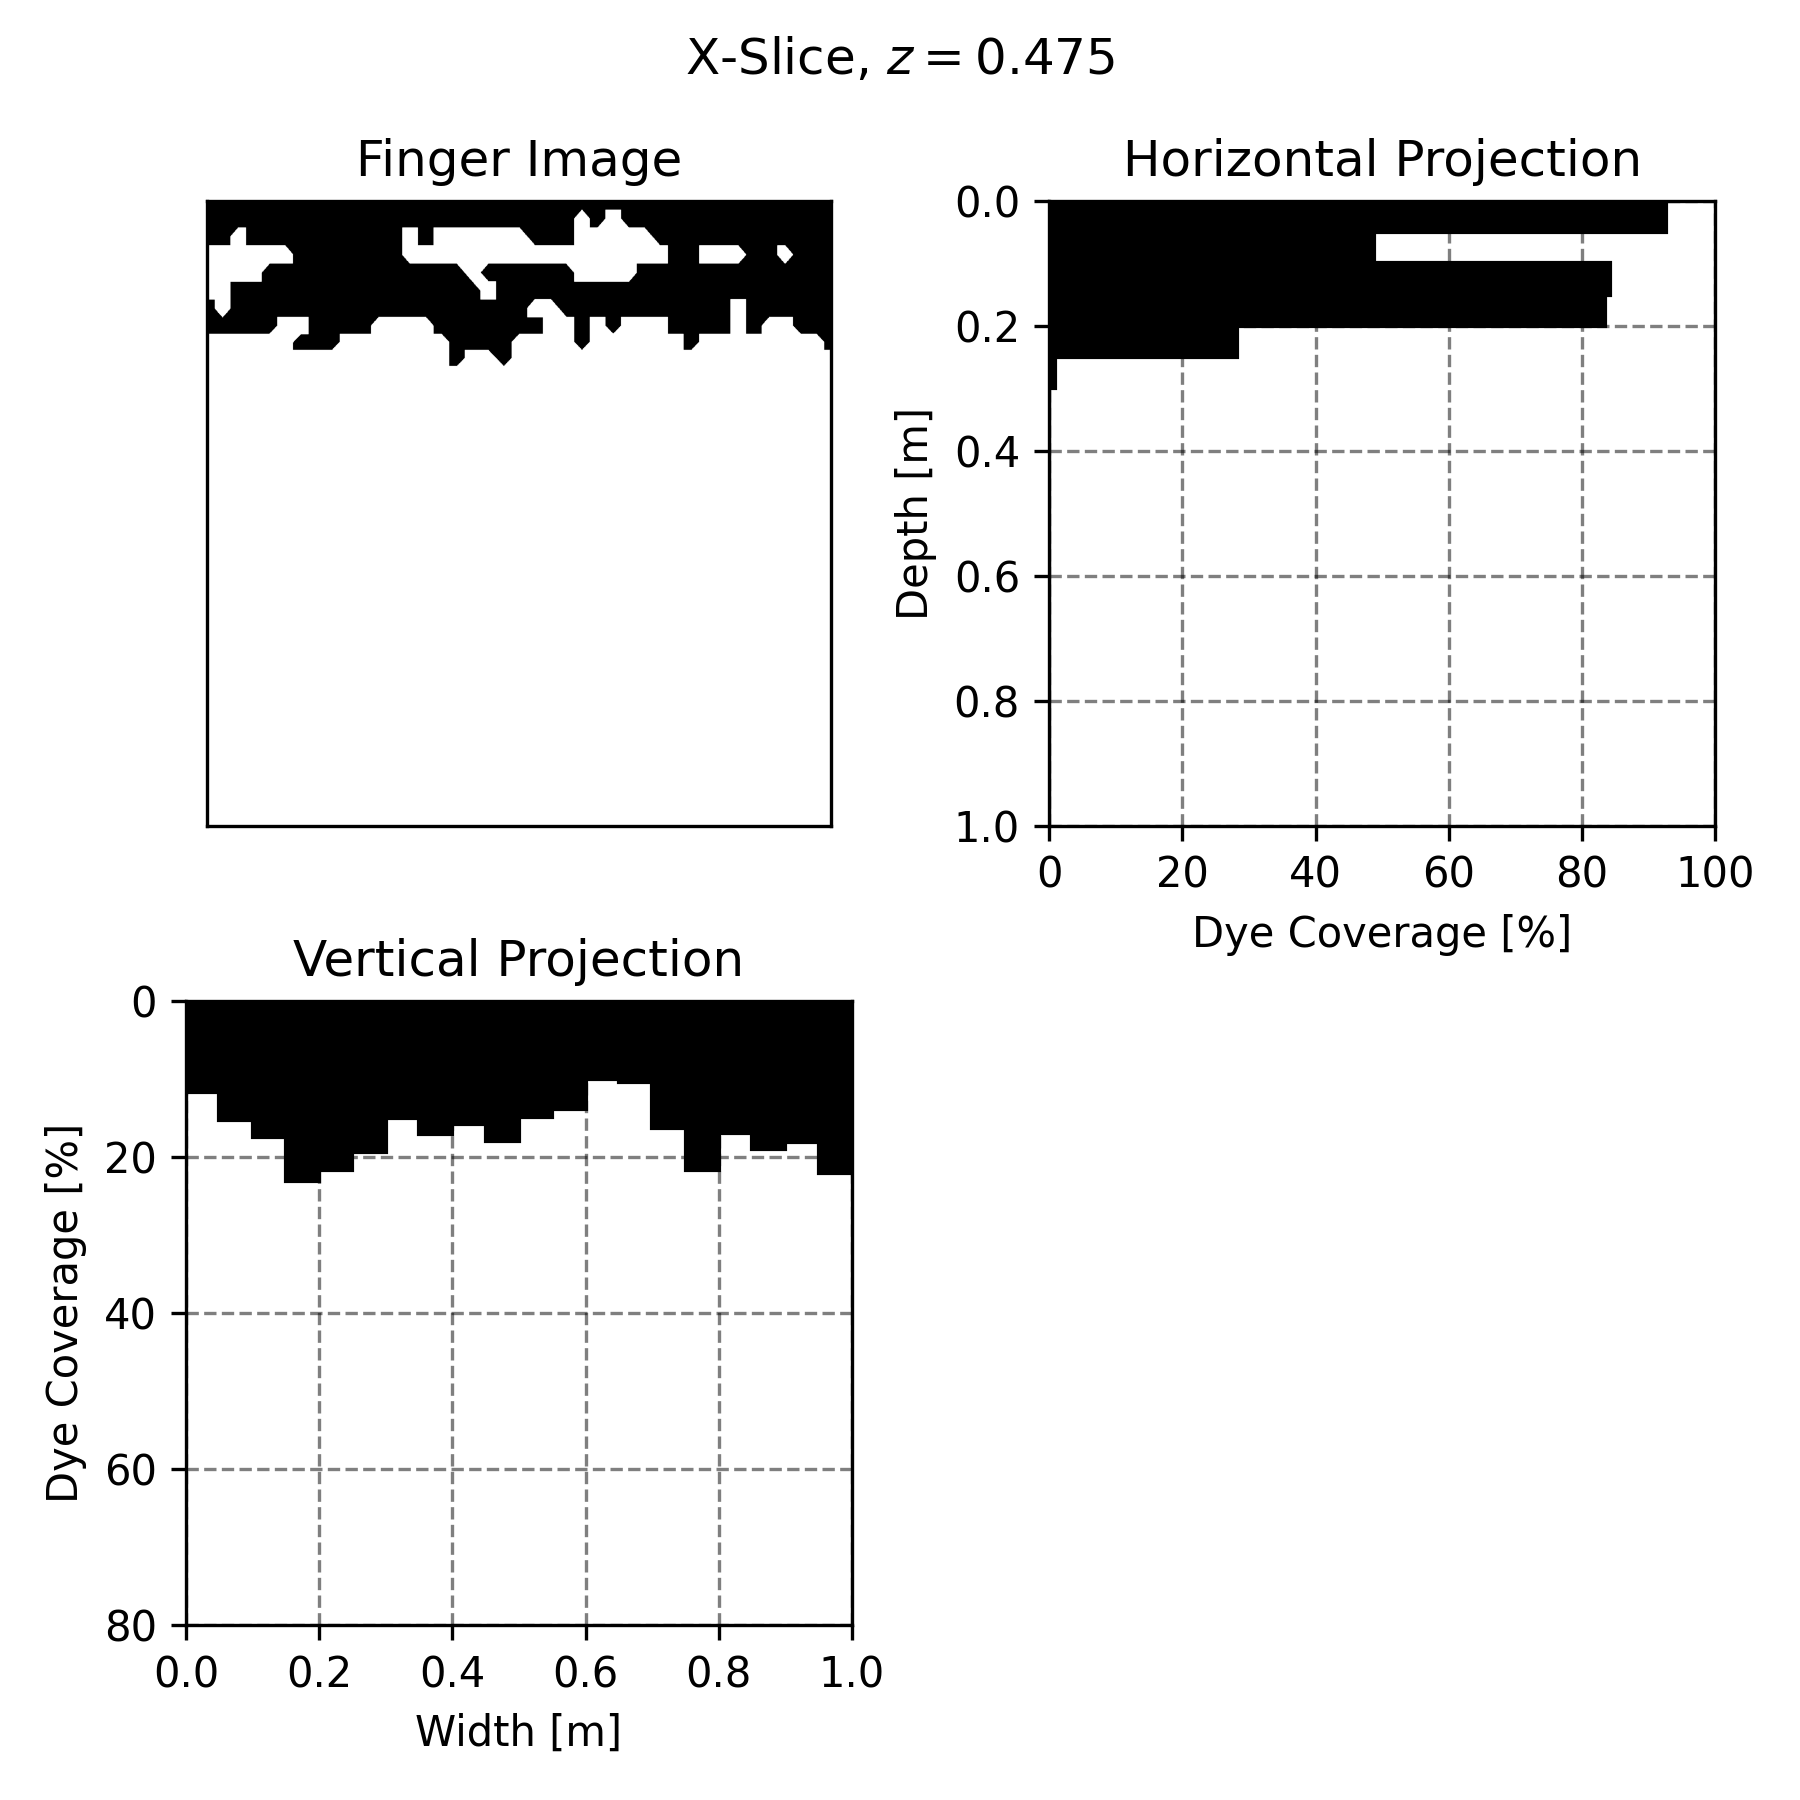 X-Slice, z = 0.475
Finger Image
Horizontal Projection
0.0
0.2
0.4
0.6
0.8
1.0
Depth [m]
0 20 40 60 80 100
Dye Coverage [%]
Vertical Projection
0
20
40
60
80
Dye Coverage [%]
0.0 0.2 0.4 0.6 0.8 1.0
Width [m]